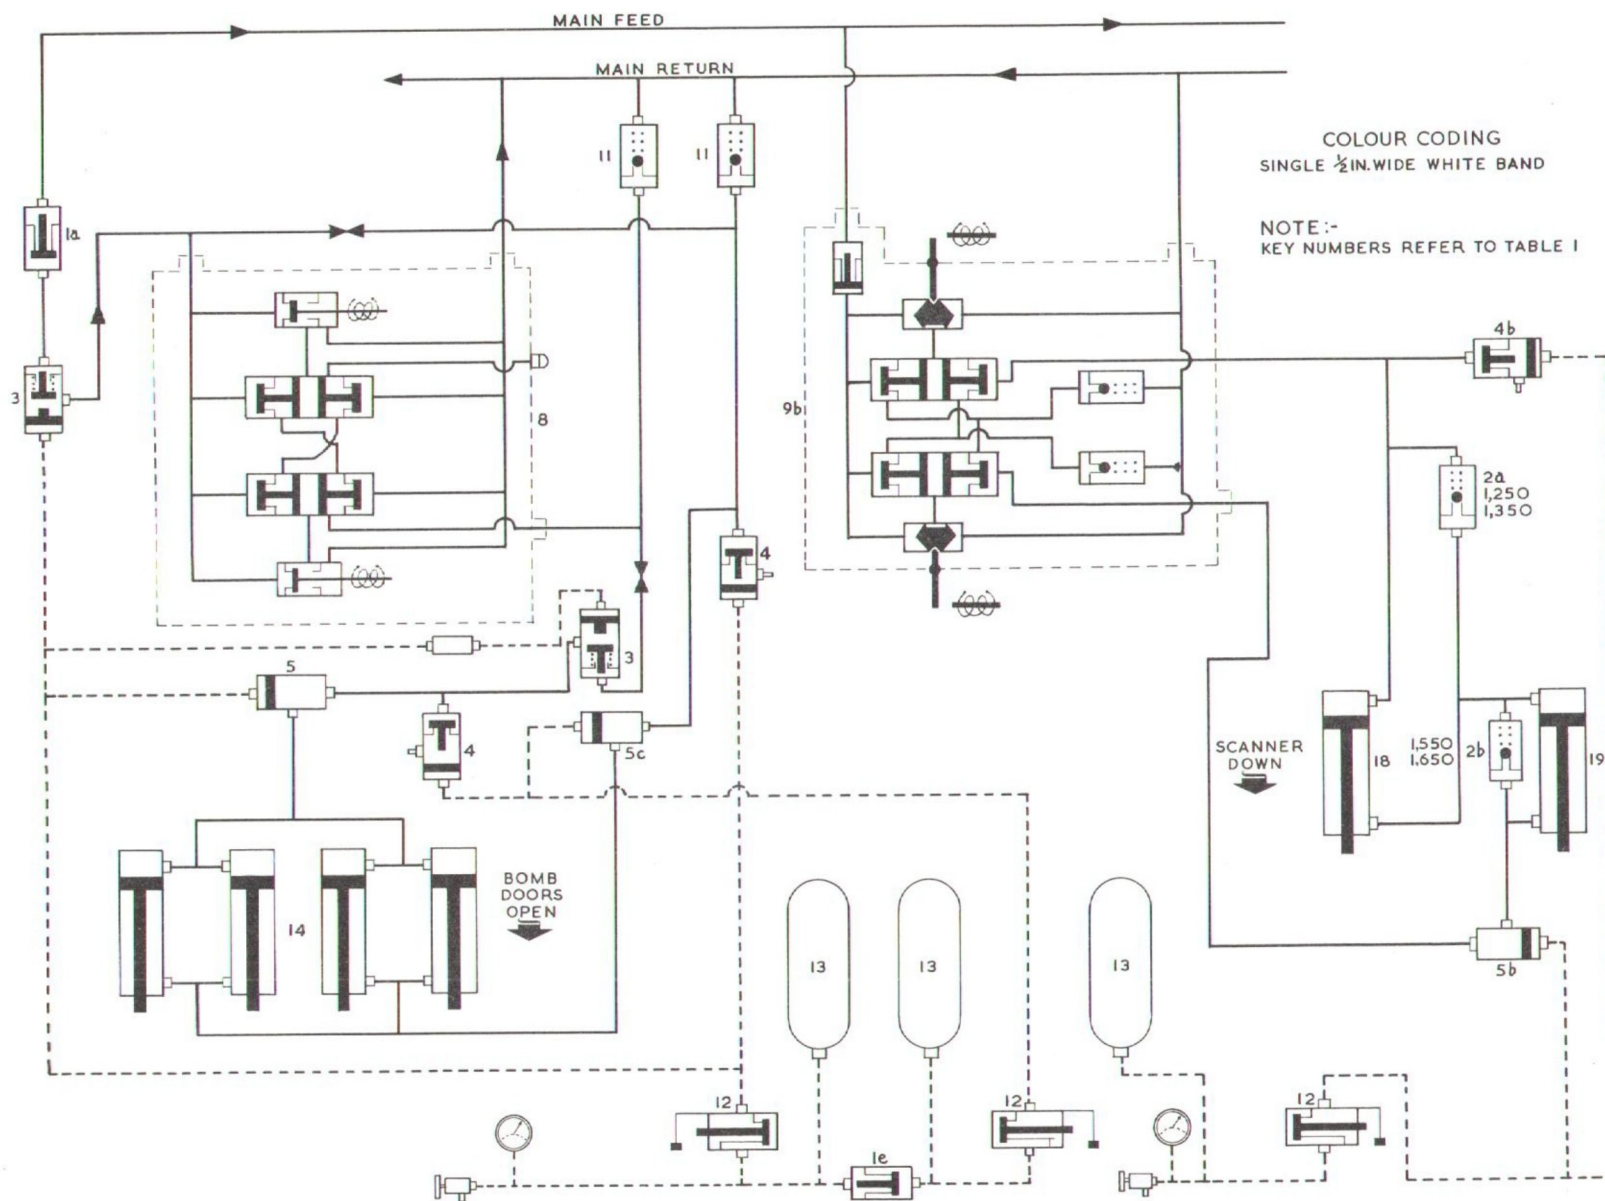 MAIN FEED
MAIN RETURN
COLOUR CODING
SINGLE ½IN. WIDE WHITE BAND
NOTE:-
KEY NUMBERS REFER TO TABLE 1
11
11
1a
3
8
9b
4b
2a
1,250
1,350
4
3
5
5c
4
SCANNER
DOWN
18
1,550
1.650
2b
19
BOMB
DOORS
OPEN
14
13
13
13
5b
12
12
12
1e